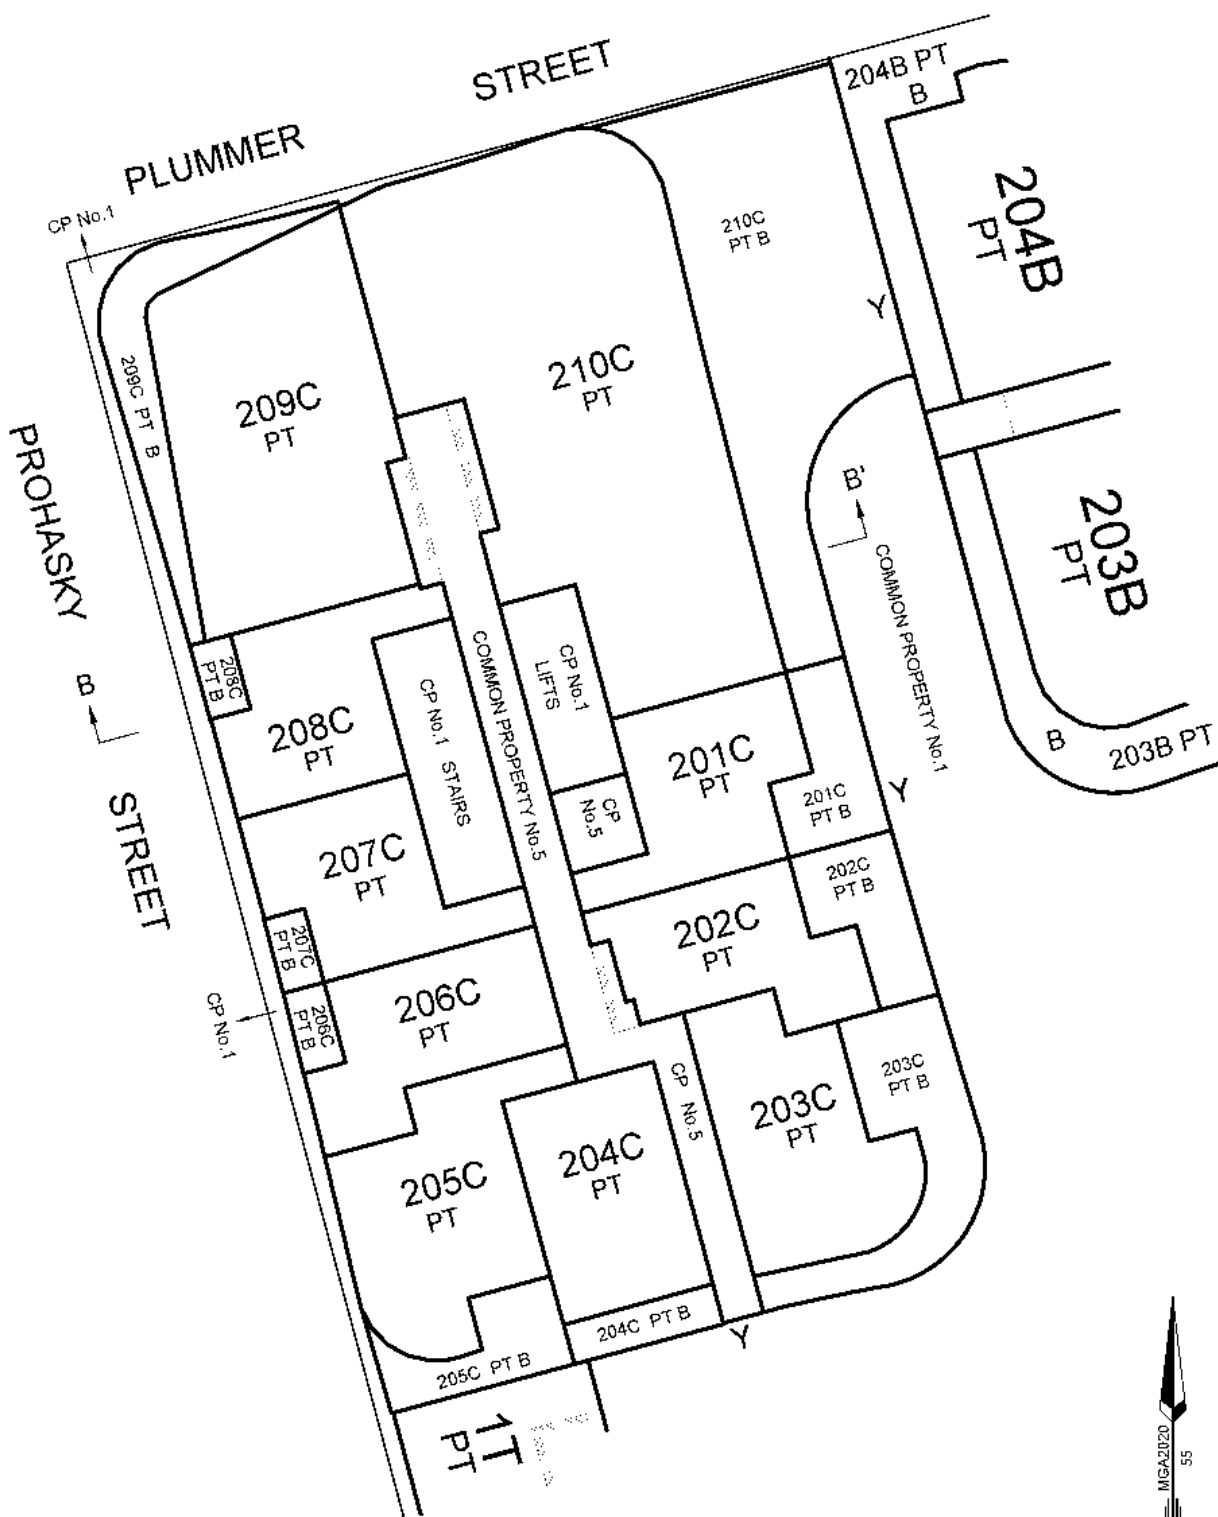 STREET
PLUMMER
204B PT
B
CP No.1
204B
PT
210C
PT B
Y
209C PT B
209C
PT
210C
PT
PROHASKY
STREET
B'
COMMON PROPERTY No.1
203B
PT
B
203B PT
B
208C
PT B
208C
PT
CP No.1 STAIRS
COMMON PROPERTY No.5
CP No.1
LIFTS
201C
PT
201C
PT B
Y
CP
No.5
207C
PT
207C
PT B
202C
PT
202C
PT B
206C
PT
206C
PT B
CP No.1
203C
PT B
CP No.5
203C
PT
204C
PT
205C
PT
204C PT B
Y
205C PT B
1T
PT
MGA2020
55